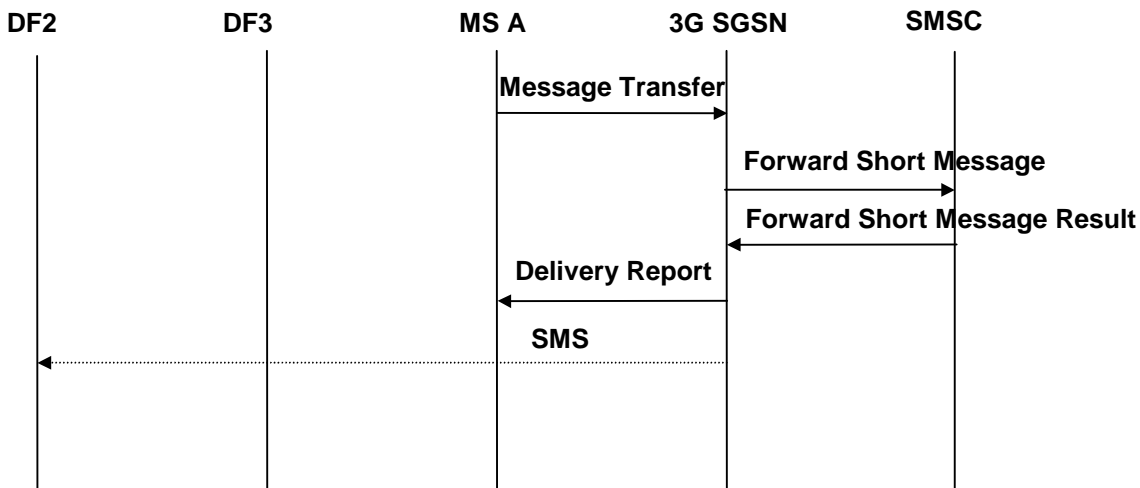 DF2 DF3 MS A 3G SGSN SMSC
Message Transfer
Forward Short Message
Forward Short Message Result
Delivery Report
SMS